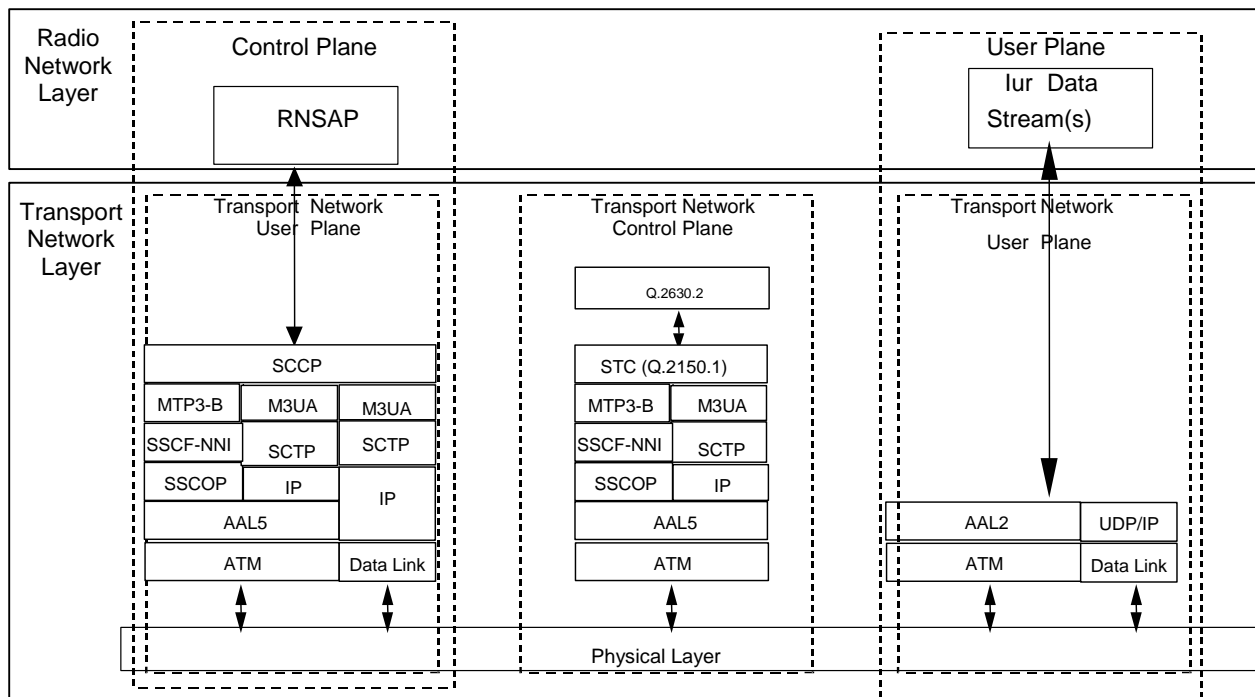 Radio
Network
Layer
Control Plane
RNSAP
User Plane
Iur Data
Stream(s)
Transport
Network
Layer
Transport Network
User Plane
SCCP
MTP3-B
M3UA
M3UA
SSCF-NNI
SCTP
SCTP
SSCOP
IP
IP
AAL5
ATM
Data Link
Transport Network
Control Plane
Q.2630.2
STC (Q.2150.1)
MTP3-B
M3UA
SSCF-NNI
SCTP
SSCOP
IP
AAL5
ATM
Transport Network
User Plane
AAL2
UDP/IP
ATM
Data Link
Physical Layer